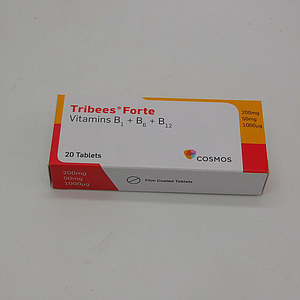 Tribees® Forte
Vitamins B1 + B6 + B12
20 Tablets
COSMOS
200mg
50mg
1000µg
200mg
50mg
1000µg
Film Coated Tablets